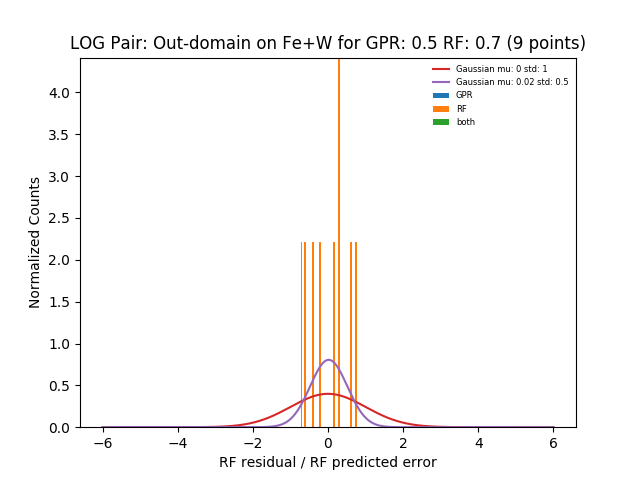 LOG Pair: Out-domain on Fe+W for GPR: 0.5 RF: 0.7 (9 points)
Gaussian mu: 0 std: 1
Gaussian mu: 0.02 std: 0.5
GPR
RF
both
4.0
3.5
3.0
2.5
2.0
1.5
1.0
0.5
0.0
Normalized Counts
−6 −4 −2 0 2 4 6
RF residual / RF predicted error